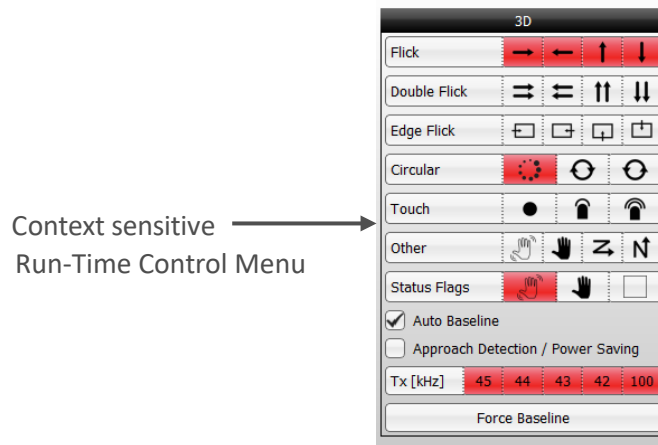 3D
Flick
Double Flick
Edge Flick
Circular
Touch
Context sensitive
Run-Time Control Menu
Other
Status Flags
Auto Baseline
Approach Detection / Power Saving
Tx [kHz] 45 44 43 42 100
Force Baseline